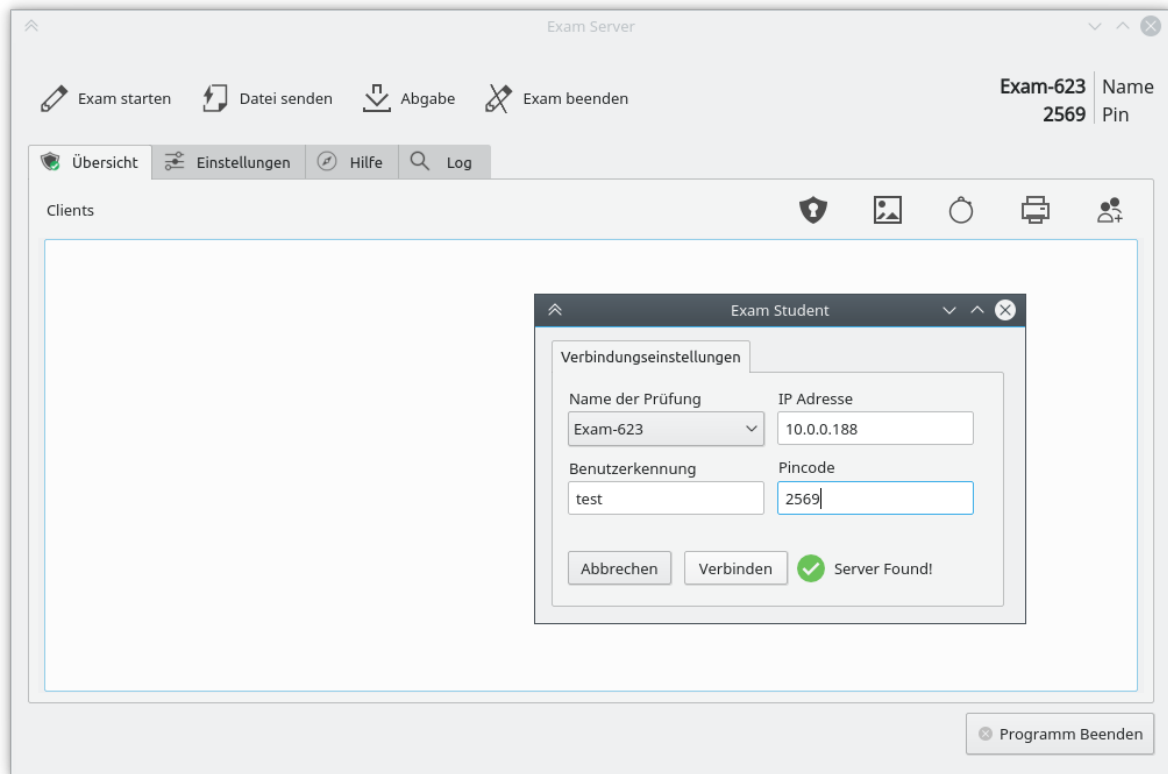 Exam Server
Exam starten
Datei senden
Abgabe
Exam beenden
Exam-623 Name
2569 Pin
Übersicht
Einstellungen
Hilfe
Log
Clients
Exam Student
Verbindungseinstellungen
Name der Prüfung
IP Adresse
Exam-623
10.0.0.188
Benutzerkennung
Pincode
test
2569
Abbrechen
Verbinden
Server Found!
Programm Beenden